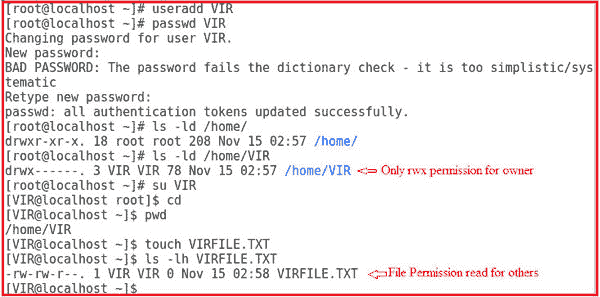 [root@localhost ~]# useradd VIR
[root@localhost ~]# passwd VIR
Changing password for user VIR.
New password:
BAD PASSWORD: The password fails the dictionary check - it is too simplistic/sys
tematic
Retype new password:
passwd: all authentication tokens updated successfully.
[root@localhost ~]# ls -ld /home/
drwxr-xr-x. 18 root root 208 Nov 15 02:57 /home/
[root@localhost ~]# ls -ld /home/VIR
drwx------. 3 VIR VIR 78 Nov 15 02:57 /home/VIR Only rwx permission for owner
[root@localhost ~]# su VIR
[VIR@localhost root]$ cd
[VIR@localhost ~]$ pwd
/home/VIR
[VIR@localhost ~]$ touch VIRFILE.TXT
[VIR@localhost ~]$ ls -lh VIRFILE.TXT
-rw-rw-r--. 1 VIR VIR 0 Nov 15 02:58 VIRFILE.TXT File Permission read for others
[VIR@localhost ~]$